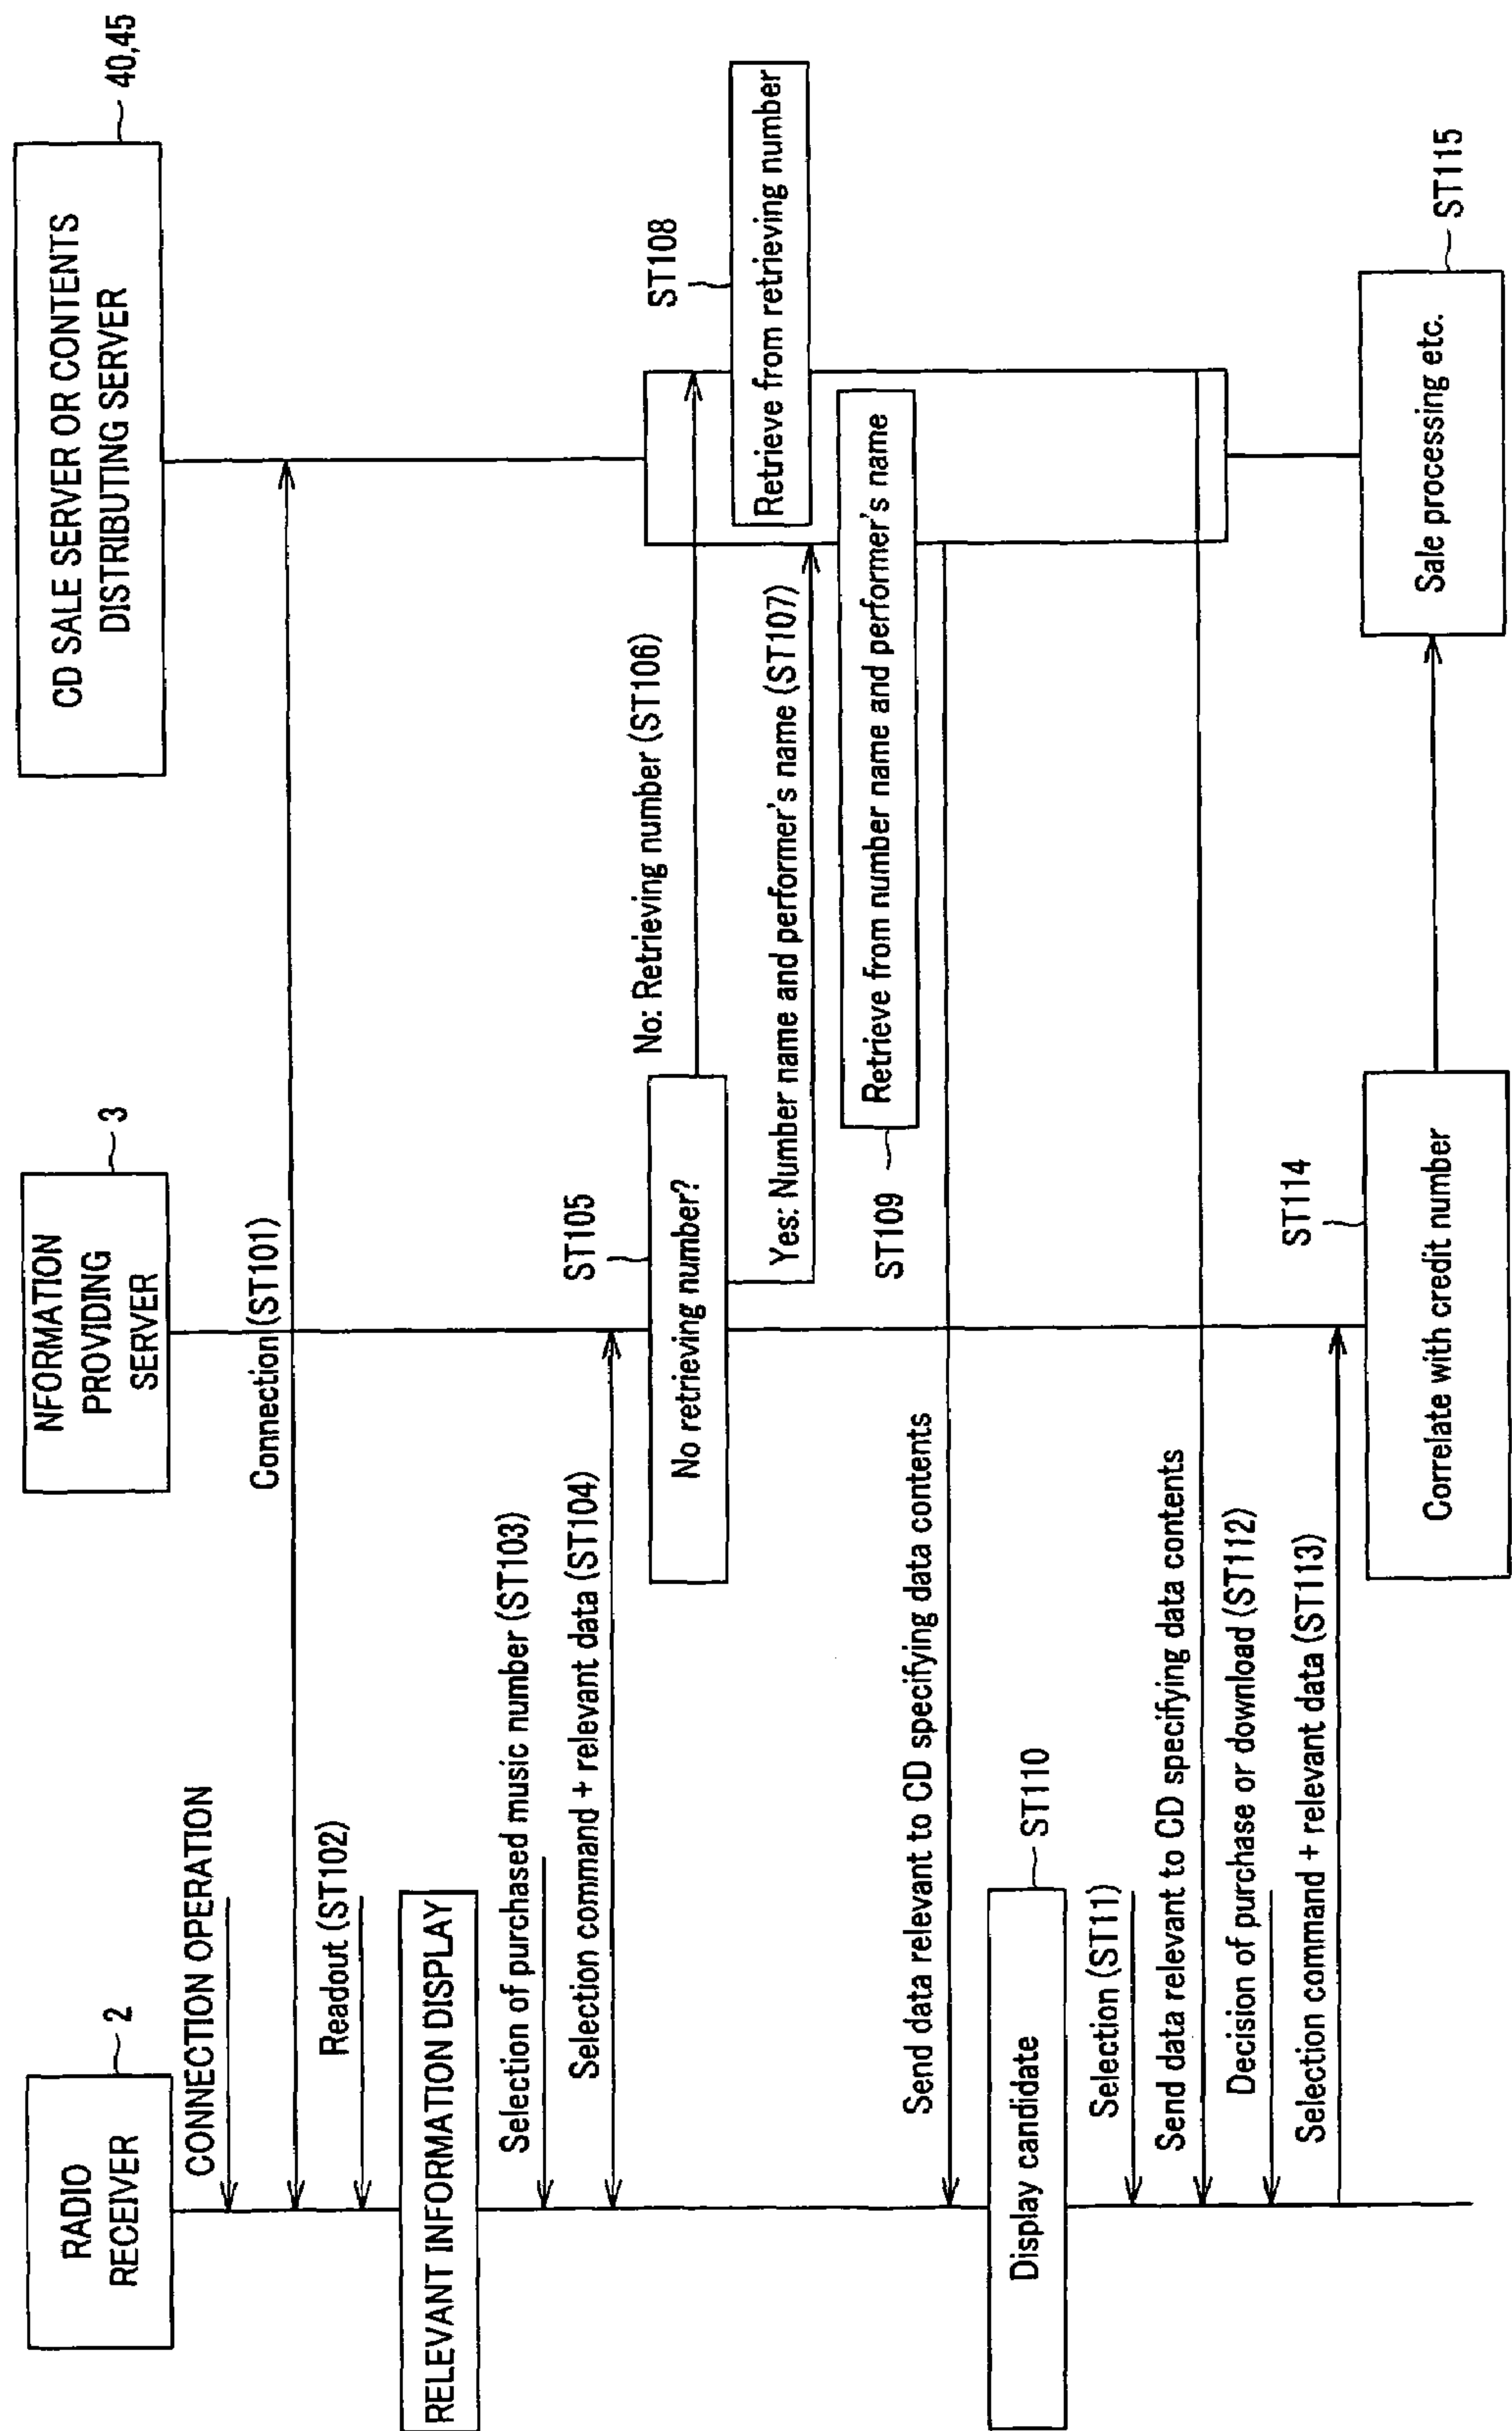 RADIO
RECEIVER
2
NFORMATION
PROVIDING
SERVER
3
CD SALE SERVER OR CONTENTS
DISTRIBUTING SERVER
40,45
CONNECTION OPERATION
Connection (ST101)
Readout (ST102)
RELEVANT INFORMATION DISPLAY
Selection of purchased music number (ST103)
Selection command + relevant data (ST104)
ST105
No retrieving number?
No: Retrieving number (ST106)
ST108
Retrieve from retrieving number
Yes: Number name and performer's name (ST107)
ST109
Retrieve from number name and performer's name
Send data relevant to CD specifying data contents
Display candidate
ST110
Selection (ST11)
Send data relevant to CD specifying data contents
Decision of purchase or download (ST112)
Selection command + relevant data (ST113)
ST114
Correlate with credit number
Sale processing etc.
ST115